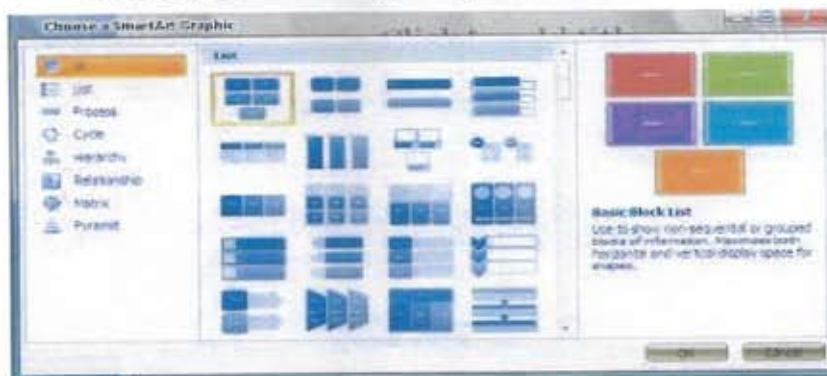 Choose a SmartArt Graphic
All
List
Process
Cycle
Hierarchy
Relationship
Matrix
Pyramid
List
Basic Block List
Use to show non-sequential or grouped
blocks of information. Maximizes both
horizontal and vertical display space for
shapes.
OK
Cancel